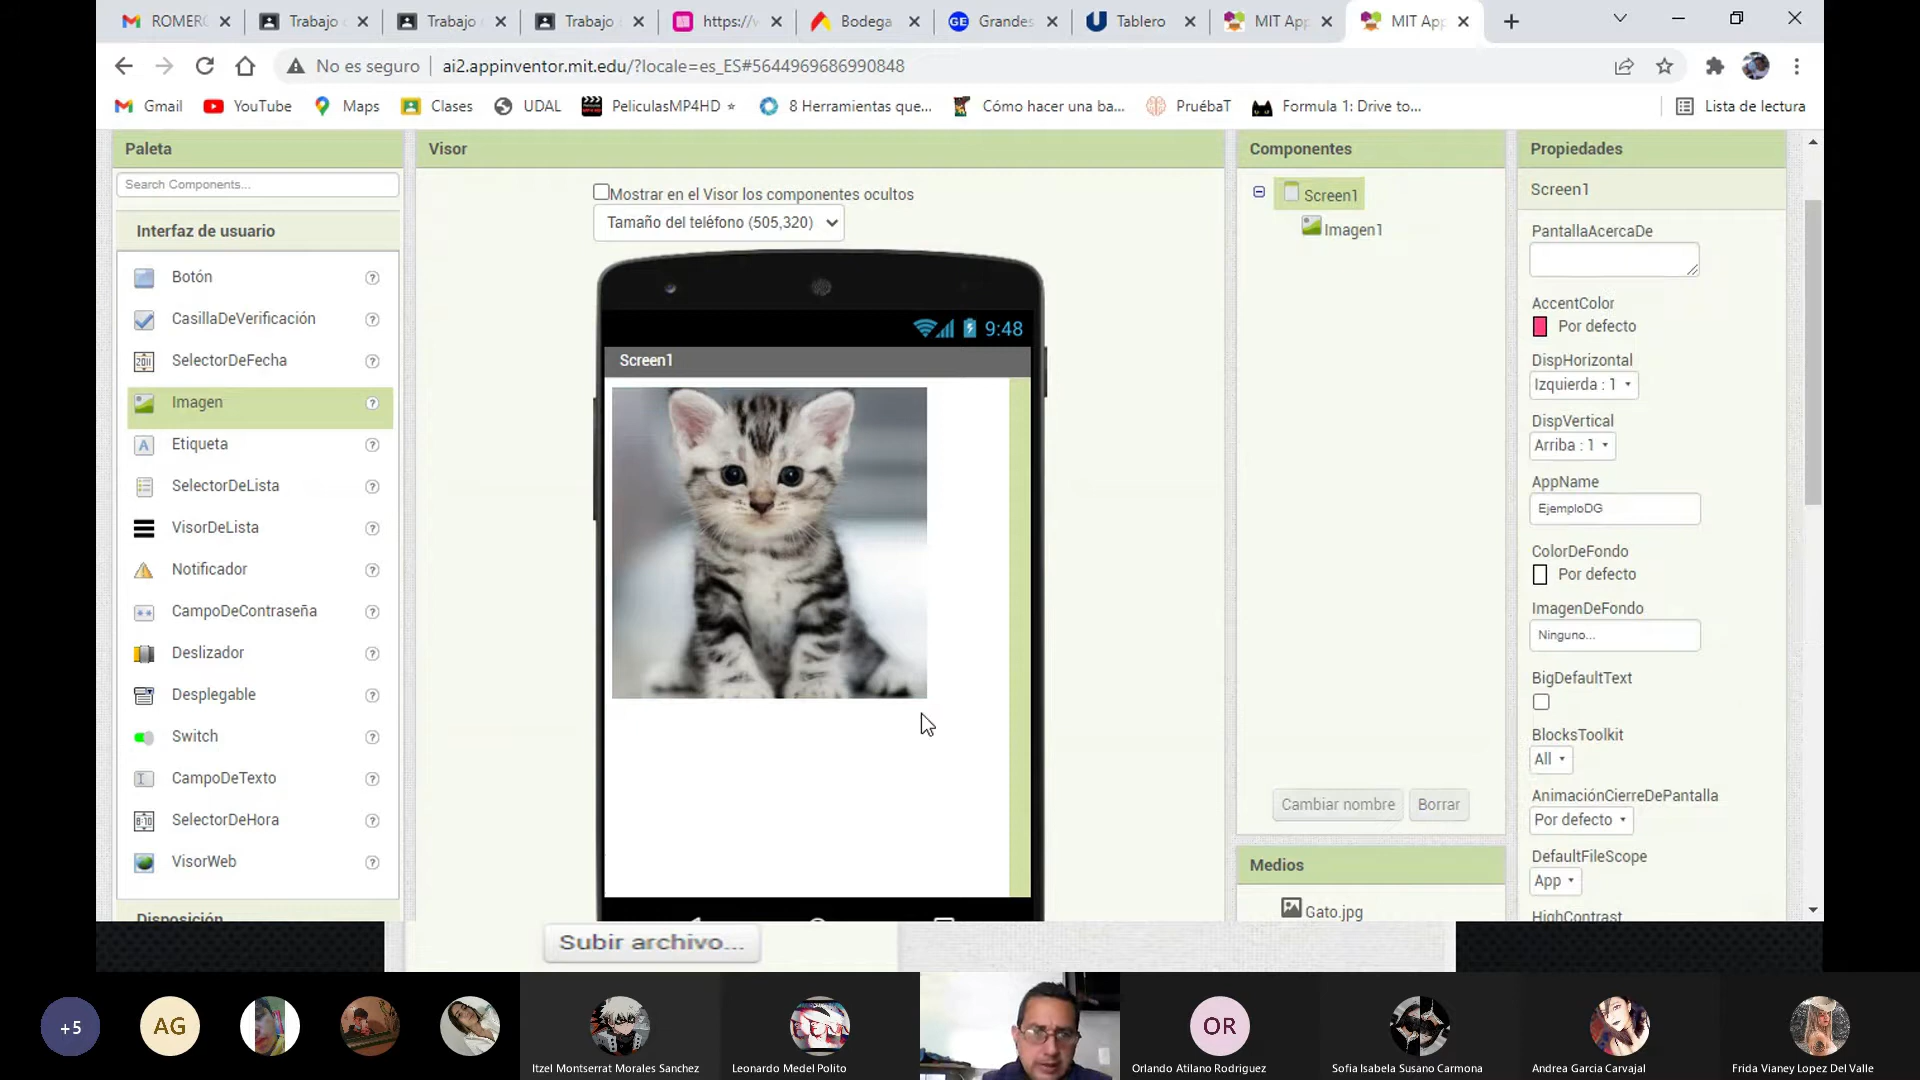 ROMERO
Trabajo
Trabajo
Trabajo
https://v
Bodega
GE
Grandes
Tablero
MIT App
MIT App
No es seguro
ai2.appinventor.mit.edu/?locale=es_ES#5644969686990848
Gmail
YouTube
Maps
Clases
UDAL
PeliculasMP4HD
8 Herramientas que...
Cómo hacer una ba...
PruébaT
Formula 1: Drive to...
Lista de lectura
Paleta
Visor
Componentes
Propiedades
Search Components...
Mostrar en el Visor los componentes ocultos
Screen1
Screen1
Tamaño del teléfono (505,320)
Interfaz de usuario
Imagen1
PantallaAcercaDe
Botón
CasillaDeVerificación
SelectorDeFecha
Imagen
Etiqueta
SelectorDeLista
VisorDeLista
Notificador
CampoDeContraseña
Deslizador
Desplegable
Switch
CampoDeTexto
SelectorDeHora
VisorWeb
Disposición
9:48
Screen1
AccentColor
Por defecto
DispHorizontal
Izquierda : 1
DispVertical
Arriba : 1
AppName
EjemploDG
ColorDeFondo
Por defecto
ImagenDeFondo
Ninguno...
BigDefaultText
BlocksToolkit
All
AnimaciónCierreDePantalla
Por defecto
DefaultFileScope
App
HighContrast
Cambiar nombre
Borrar
Medios
Gato.jpg
Subir archivo...
+5
AG
Itzel Montserrat Morales Sanchez
Leonardo Medel Polito
OR
Orlando Atilano Rodriguez
Sofia Isabela Susano Carmona
Andrea Garcia Carvajal
Frida Vianey Lopez Del Valle